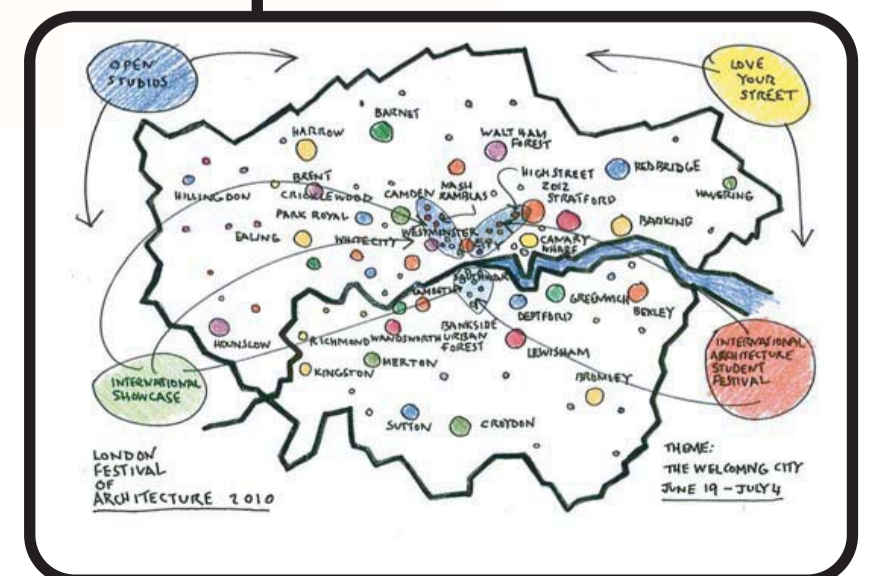 OPEN
STUDIOS
LOVE
YOUR
STREET
BARNET
HARROW
WALTHAM
FOREST
BRENT
CRICKLEWOOD
CAMDEN
NASH
RAMBLAS
HIGH STREET
2012
STRATFORD
REDBRIDGE
HAVERING
HILLINGDON
PARK ROYAL
WESTMINSTER
CITY
BARKING
EALING
WHITE CITY
CANARY
WHARF
SOUTHWARK
LAMBETH
GREENWICH
BEXLEY
DEPTFORD
HOUNSLOW
RICHMOND
WANDSWORTH
BANKSIDE
URBAN
FOREST
LEWISHAM
MERTON
KINGSTON
BROMLEY
SUTTON
CROYDON
INTERNATIONAL
SHOWCASE
INTERNATIONAL
ARCHITECTURE
STUDENT
FESTIVAL
LONDON
FESTIVAL
OF
ARCHITECTURE 2010
THEME:
THE WELCOMNG CITY
JUNE 19 - JULY 4